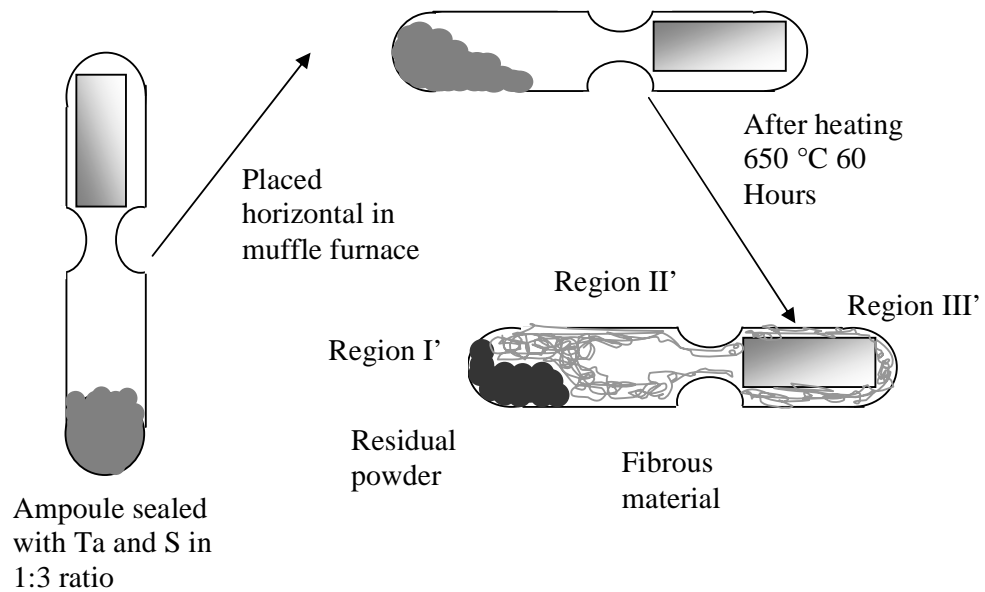 Ampoule sealed
with Ta and S in
1:3 ratio
Placed
horizontal in
muffle furnace
After heating
650 °C 60
Hours
Region I’
Region II’
Region III’
Residual
powder
Fibrous
material